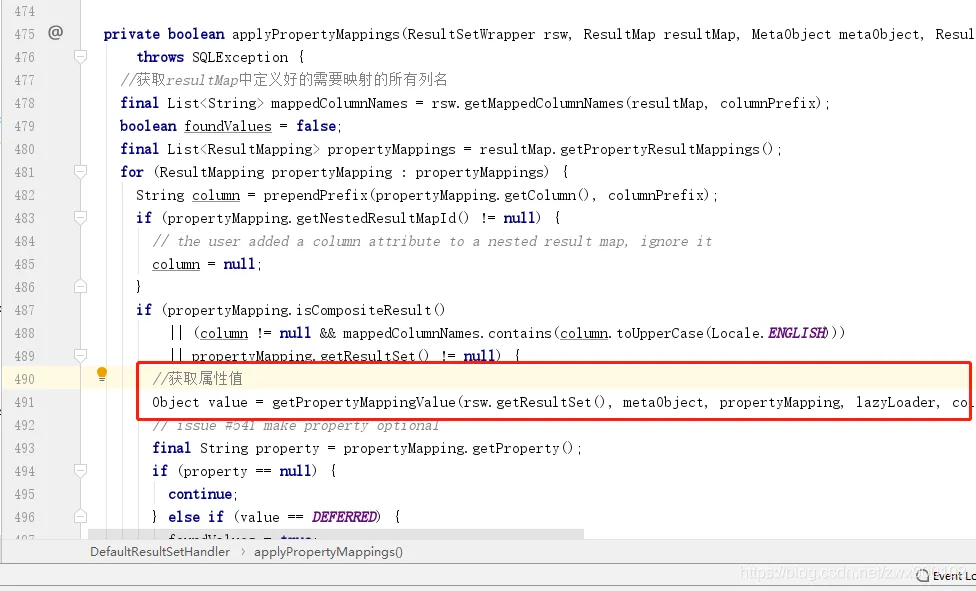 474
475 @ private boolean applyPropertyMappings(ResultSetWrapper rsw, ResultMap resultMap, MetaObject metaObject, Resul
476 throws SQLException {
477 //获取resultMap中定义好的需要映射的所有列名
478 final List<String> mappedColumnNames = rsw.getMappedColumnNames(resultMap, columnPrefix);
479 boolean foundValues = false;
480 final List<ResultMapping> propertyMappings = resultMap.getPropertyResultMappings();
481 for (ResultMapping propertyMapping : propertyMappings) {
482 String column = prependPrefix(propertyMapping.getColumn(), columnPrefix);
483 if (propertyMapping.getNestedResultMapId() != null) {
484 // the user added a column attribute to a nested result map, ignore it
485 column = null;
486 }
487 if (propertyMapping.isCompositeResult()
488 || (column != null && mappedColumnNames.contains(column.toUpperCase(Locale.ENGLISH)))
489 || propertyMapping.getResultSet() != null) {
490 //获取属性值
491 Object value = getPropertyMappingValue(rsw.getResultSet(), metaObject, propertyMapping, lazyLoader, co
492 // issue #541 make property optional
493 final String property = propertyMapping.getProperty();
494 if (property == null) {
495 continue;
496 } else if (value == DEFERRED) {
497 foundValues = true;
DefaultResultSetHandler › applyPropertyMappings()
Event Lo